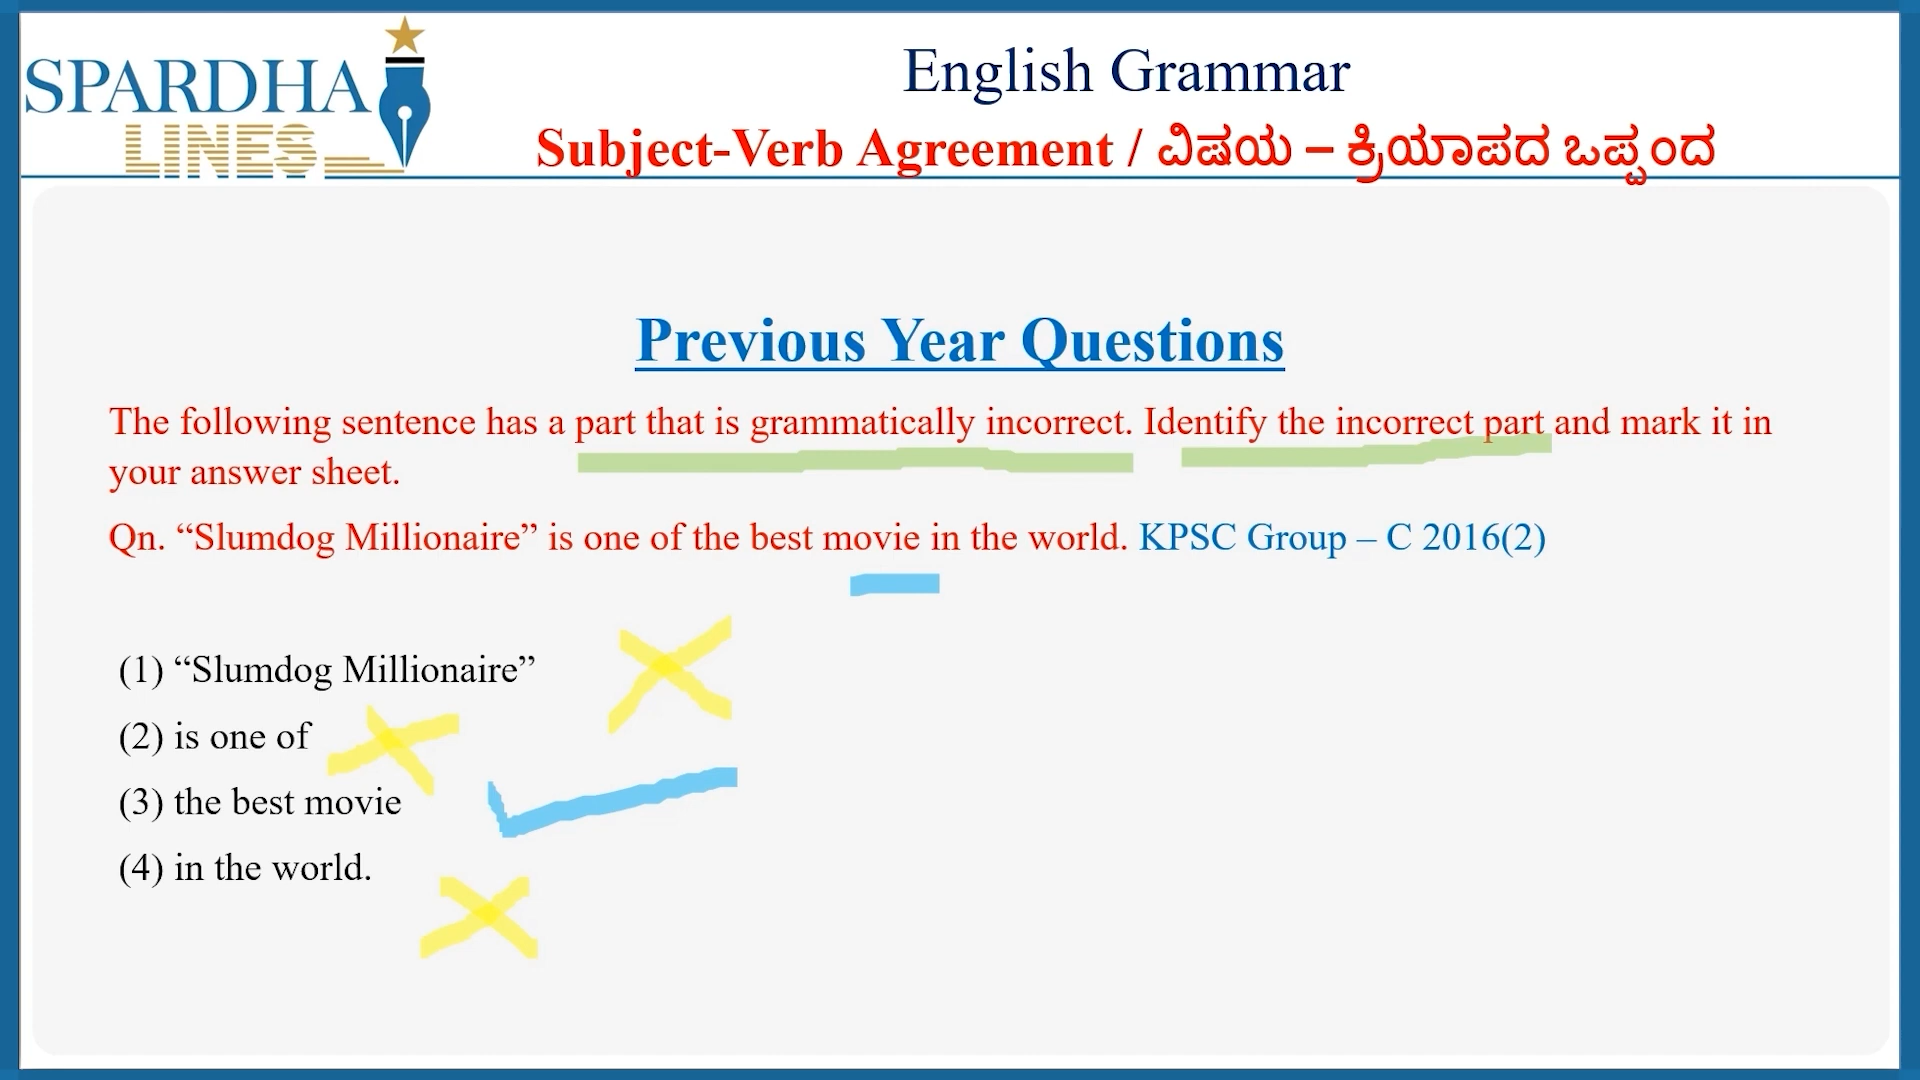 SPARDHA
LINES
English Grammar
Subject-Verb Agreement / ವಿಷಯ – ಕ್ರಿಯಾಪದ ಒಪ್ಪಂದ
Previous Year Questions
The following sentence has a part that is grammatically incorrect. Identify the incorrect part and mark it in
your answer sheet.
Qn. “Slumdog Millionaire” is one of the best movie in the world. KPSC Group – C 2016(2)
(1) “Slumdog Millionaire”
(2) is one of
(3) the best movie
(4) in the world.